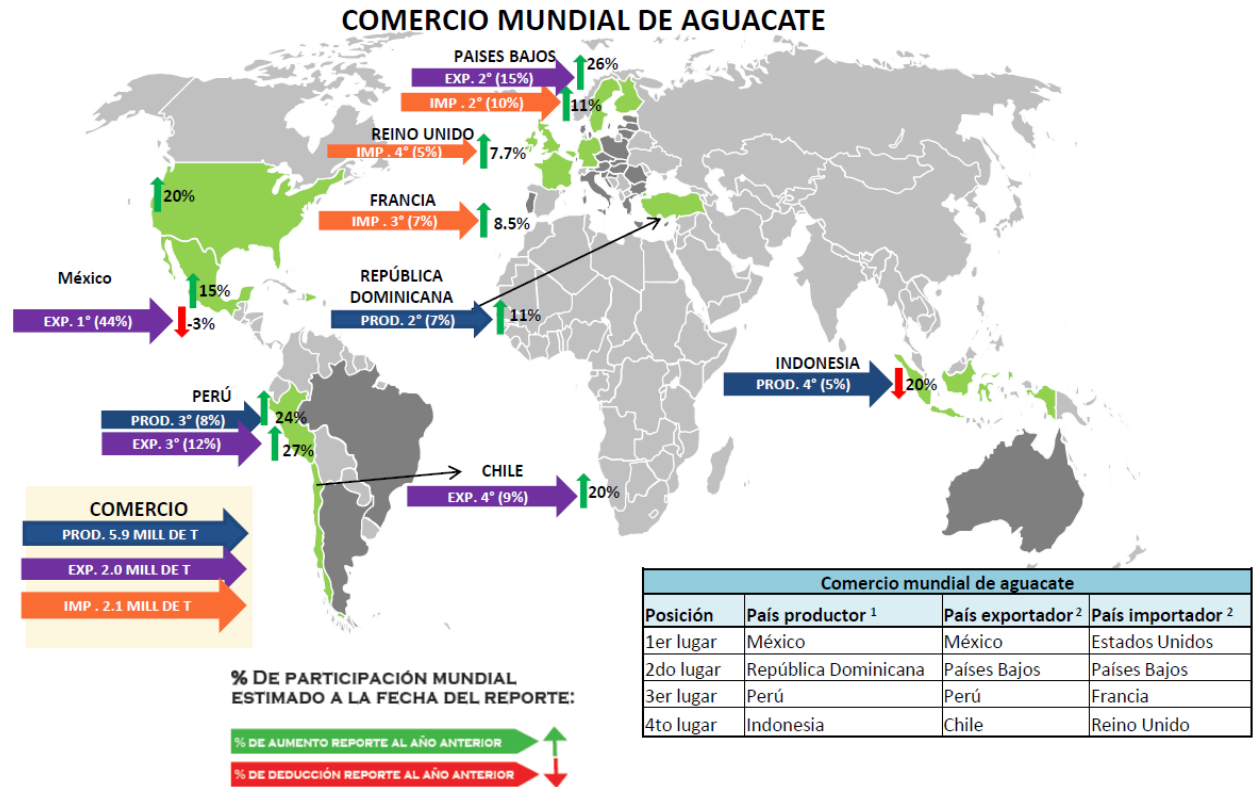 COMERCIO MUNDIAL DE AGUACATE
PAISES BAJOS
EXP. 2° (15%)
26%
IMP . 2° (10%)
11%
REINO UNIDO
IMP. 4° (5%)
7.7%
20%
FRANCIA
IMP . 3° (7%)
8.5%
México
15%
EXP. 1° (44%)
-3%
REPÚBLICA
DOMINICANA
PROD. 2° (7%)
11%
INDONESIA
PROD. 4° (5%)
20%
PERÚ
PROD. 3° (8%)
24%
EXP. 3° (12%)
27%
CHILE
EXP. 4° (9%)
20%
COMERCIO
PROD. 5.9 MILL DE T
EXP. 2.0 MILL DE T
IMP . 2.1 MILL DE T
Comercio mundial de aguacate
Posición País productor ¹ País exportador ² País importador ²
1er lugar México México Estados Unidos
2do lugar República Dominicana Países Bajos Países Bajos
3er lugar Perú Perú Francia
4to lugar Indonesia Chile Reino Unido
% DE PARTICIPACIÓN MUNDIAL
ESTIMADO A LA FECHA DEL REPORTE:
% DE AUMENTO REPORTE AL AÑO ANTERIOR
% DE DEDUCCIÓN REPORTE AL AÑO ANTERIOR